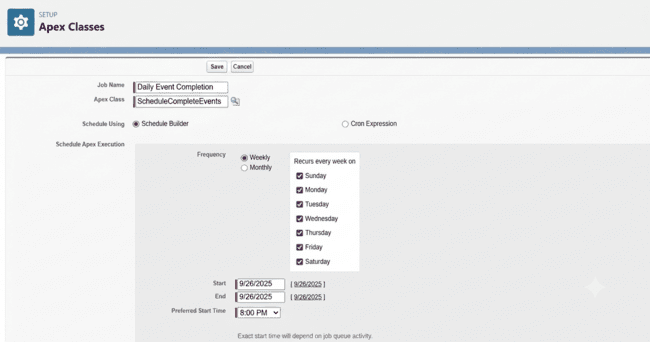 SETUP
Apex Classes
Save Cancel
Job Name Daily Event Completion
Apex Class ScheduleCompleteEvents
Schedule Using Schedule Builder Cron Expression
Schedule Apex Execution
Frequency Weekly Recurs every week on
Monthly
Sunday
Monday
Tuesday
Wednesday
Thursday
Friday
Saturday
Start 9/26/2025 [ 9/26/2025 ]
End 9/26/2025 [ 9/26/2025 ]
Preferred Start Time 8:00 PM
Exact start time will depend on job queue activity.